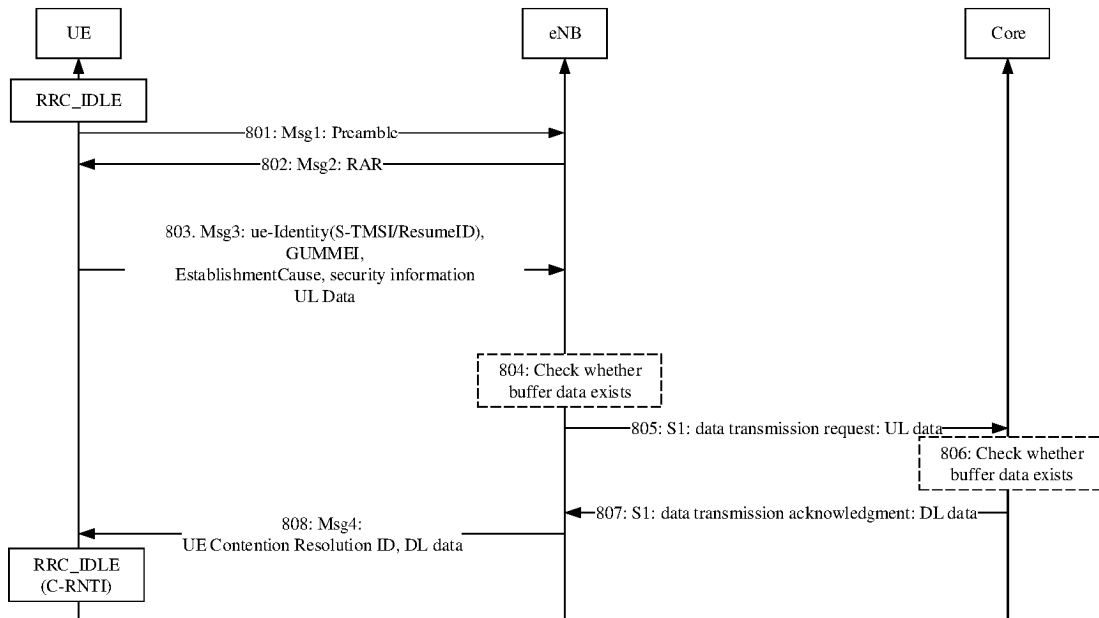 UE
eNB
Core
RRC_IDLE
801: Msg1: Preamble
802: Msg2: RAR
803. Msg3: ue-Identity(S-TMSI/ResumeID),
GUMMEI,
EstablishmentCause, security information
UL Data
804: Check whether
buffer data exists
805: S1: data transmission request: UL data
806: Check whether
buffer data exists
807: S1: data transmission acknowledgment: DL data
808: Msg4:
UE Contention Resolution ID, DL data
RRC_IDLE
(C-RNTI)